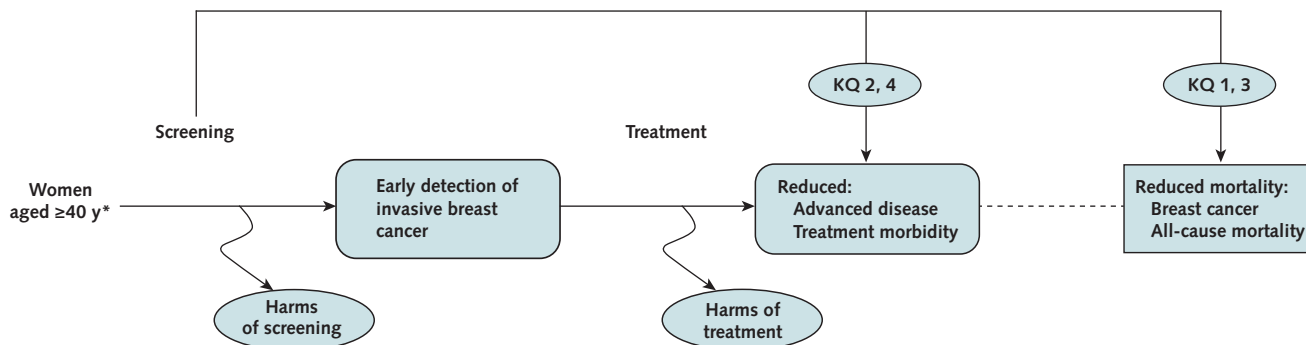 KQ 2, 4
KQ 1, 3
Screening
Treatment
Women
aged ≥40 y*
Early detection of
invasive breast
cancer
Reduced:
Advanced disease
Treatment morbidity
Reduced mortality:
Breast cancer
All-cause mortality
Harms
of screening
Harms of
treatment